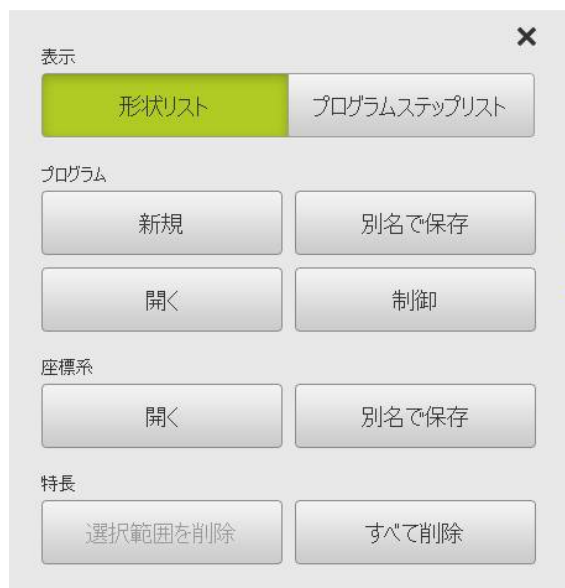 表示
形状リスト プログラムステップリスト
プログラム
新規 別名で保存
開く 制御
座標系
開く 別名で保存
特長
選択範囲を削除 すべて削除